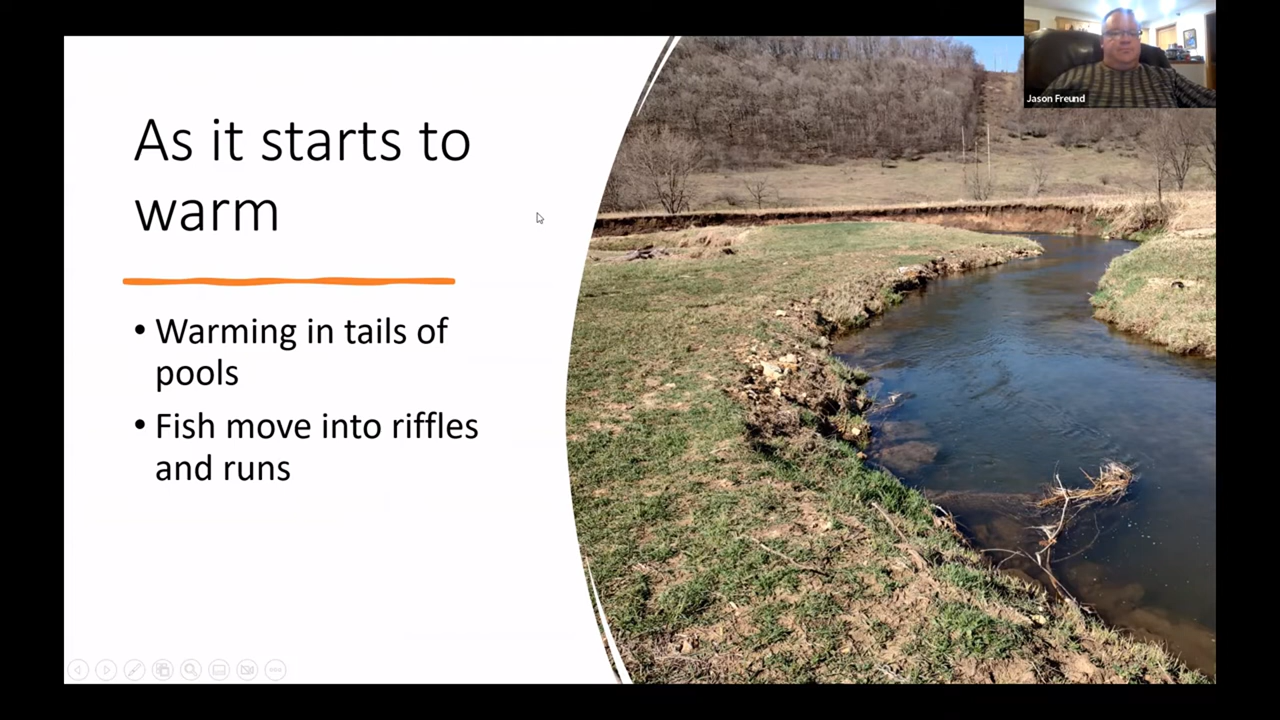 Jason Freund
As it starts to
warm
• Warming in tails of
pools
• Fish move into riffles
and runs